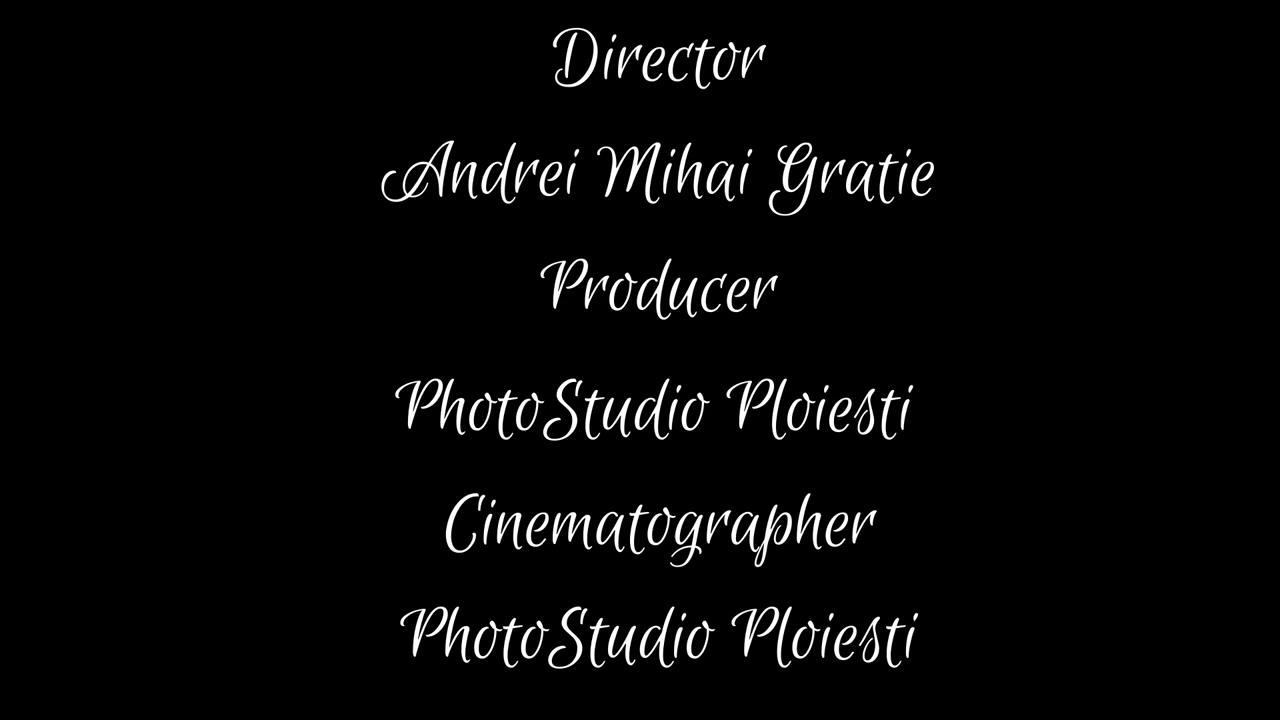 Director
Andrei Mihai Gratie
Producer
PhotoStudio Ploiesti
Cinematographer
PhotoStudio Ploiesti